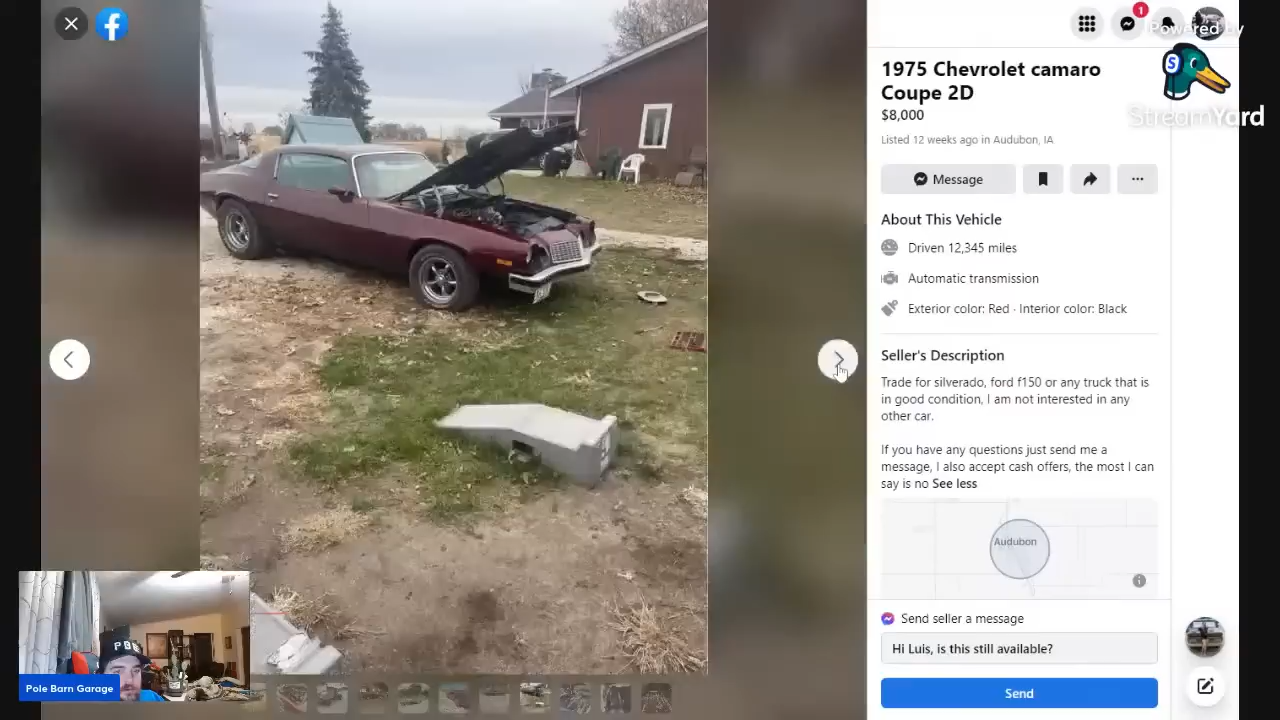 Powered by
StreamYard
1
1975 Chevrolet camaro
Coupe 2D
$8,000
Listed 12 weeks ago in Audubon, IA
Message
About This Vehicle
Driven 12,345 miles
Automatic transmission
Exterior color: Red · Interior color: Black
Seller's Description
Trade for silverado, ford f150 or any truck that is
in good condition, I am not interested in any
other car.
If you have any questions just send me a
message, I also accept cash offers, the most I can
say is no See less
Audubon
Send seller a message
Hi Luis, is this still available?
Send
PBG
Pole Barn Garage